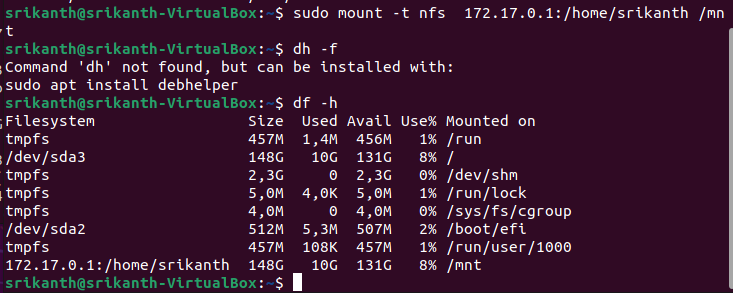 srikanth@srikanth-VirtualBox:~$ sudo mount -t nfs  172.17.0.1:/home/srikanth /mn
t
srikanth@srikanth-VirtualBox:~$ dh -f
Command 'dh' not found, but can be installed with:
sudo apt install debhelper
srikanth@srikanth-VirtualBox:~$ df -h
Filesystem                 Size  Used Avail Use% Mounted on
tmpfs                      457M  1,4M  456M   1% /run
/dev/sda3                  148G   10G  131G   8% /
tmpfs                      2,3G     0  2,3G   0% /dev/shm
tmpfs                      5,0M  4,0K  5,0M   1% /run/lock
tmpfs                      4,0M     0  4,0M   0% /sys/fs/cgroup
/dev/sda2                  512M  5,3M  507M   2% /boot/efi
tmpfs                      457M  108K  457M   1% /run/user/1000
172.17.0.1:/home/srikanth  148G   10G  131G   8% /mnt
srikanth@srikanth-VirtualBox:~$